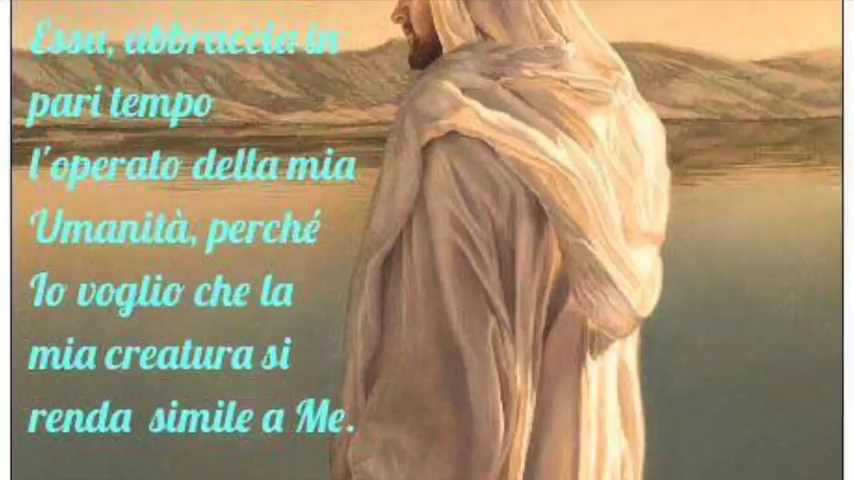 Essa, abbraccia in
pari tempo
l'operato della mia
Umanità, perché
Io voglio che la
mia creatura si
renda simile a Me.